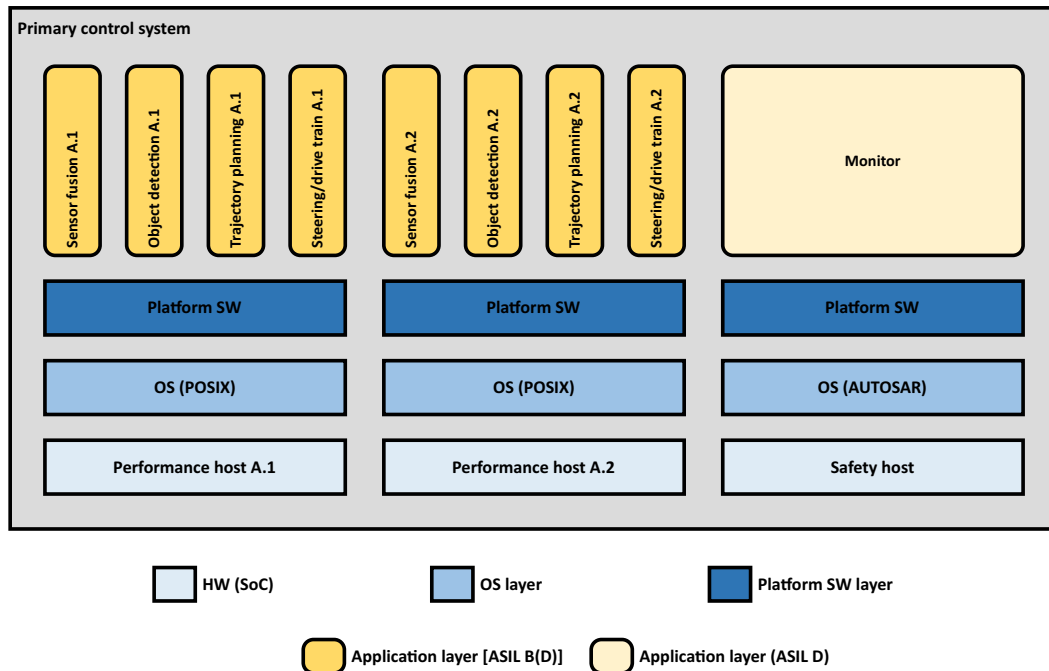 Primary control system
Sensor fusion A.1
Object detection A.1
Trajectory planning A.1
Steering/drive train A.1
Sensor fusion A.2
Object detection A.2
Trajectory planning A.2
Steering/drive train A.2
Monitor
Platform SW
Platform SW
Platform SW
OS (POSIX)
OS (POSIX)
OS (AUTOSAR)
Performance host A.1
Performance host A.2
Safety host
HW (SoC)
OS layer
Platform SW layer
Application layer [ASIL B(D)]
Application layer (ASIL D)